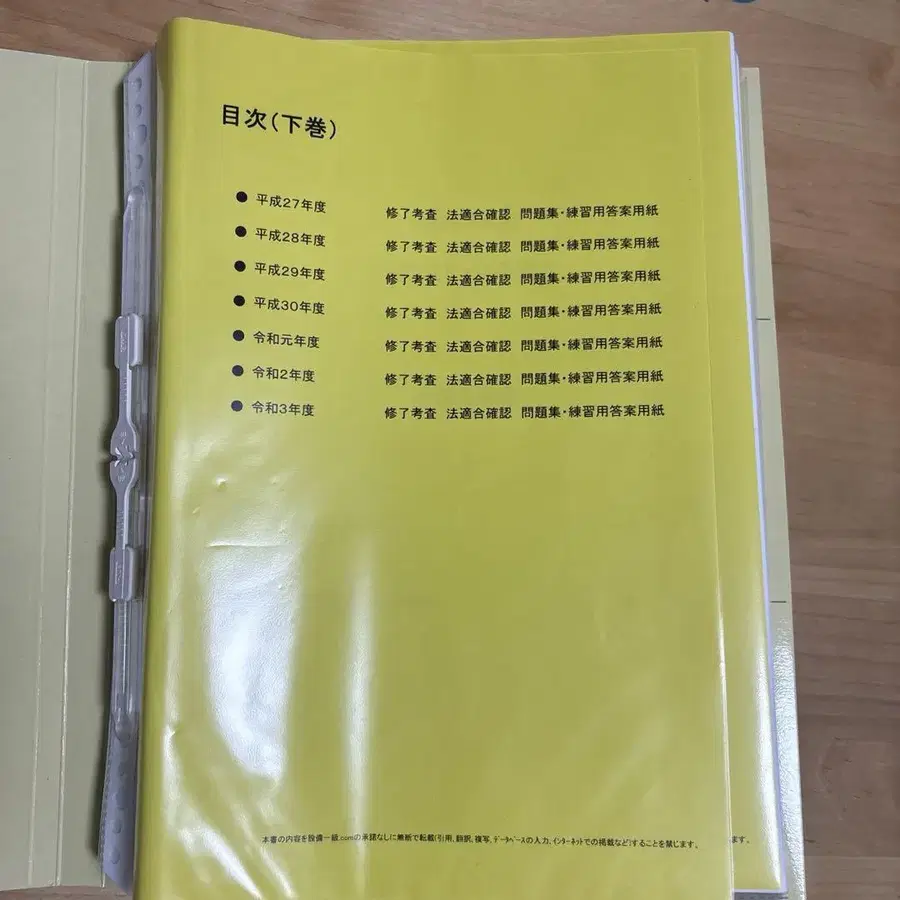 目次(下巻)
● 平成27年度 修了考査 法適合確認 問題集・練習用答案用紙
● 平成28年度 修了考査 法適合確認 問題集・練習用答案用紙
● 平成29年度 修了考査 法適合確認 問題集・練習用答案用紙
● 平成30年度 修了考査 法適合確認 問題集・練習用答案用紙
● 令和元年度 修了考査 法適合確認 問題集・練習用答案用紙
● 令和2年度 修了考査 法適合確認 問題集・練習用答案用紙
● 令和3年度 修了考査 法適合確認 問題集・練習用答案用紙
本書の内容を設備一級.comの承諾なしに無断で転載(引用,翻訳,複写,データベースの入力,インターネットでの掲載など)することを禁じます。
ます。